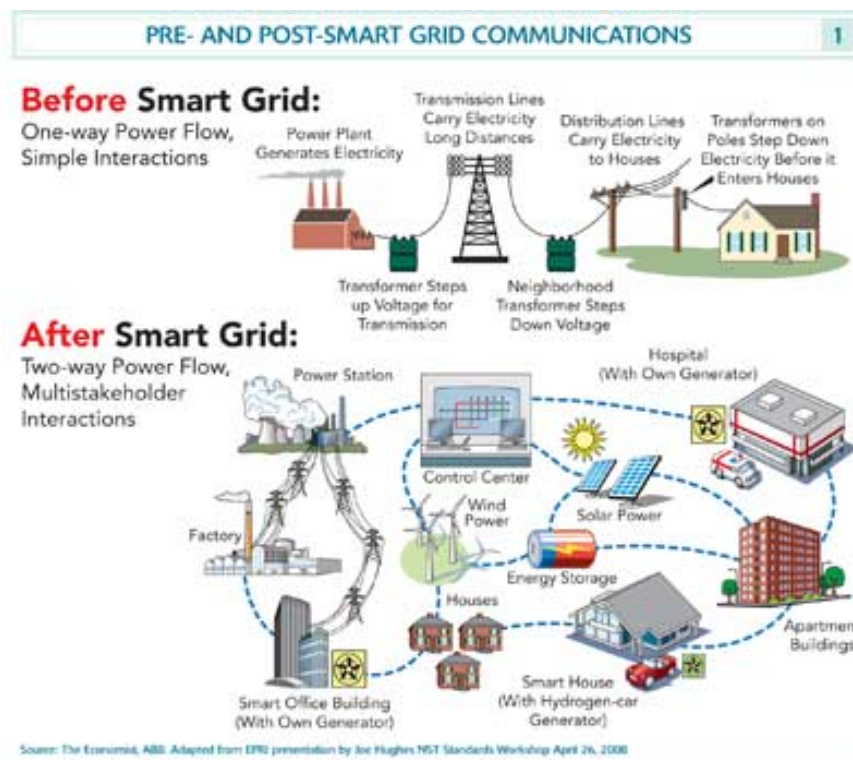 PRE- AND POST-SMART GRID COMMUNICATIONS
1
Before Smart Grid:
One-way Power Flow,
Simple Interactions
Power Plant
Generates Electricity
Transmission Lines
Carry Electricity
Long Distances
Distribution Lines
Carry Electricity
to Houses
Transformers on
Poles Step Down
Electricity Before it
Enters Houses
Transformer Steps
up Voltage for
Transmission
Neighborhood
Transformer Steps
Down Voltage
After Smart Grid:
Two-way Power Flow,
Multistakeholder
Interactions
Power Station
Hospital
(With Own Generator)
Control Center
Wind
Power
Solar Power
Factory
Energy Storage
Houses
Apartmen
Buildings
Smart Office Building
(With Own Generator)
Smart House
(With Hydrogen-car
Generator)
Source: The Economist, ABB. Adapted from EPRI presentation by Joe Hughes NIST Standards Workshop April 26, 2008